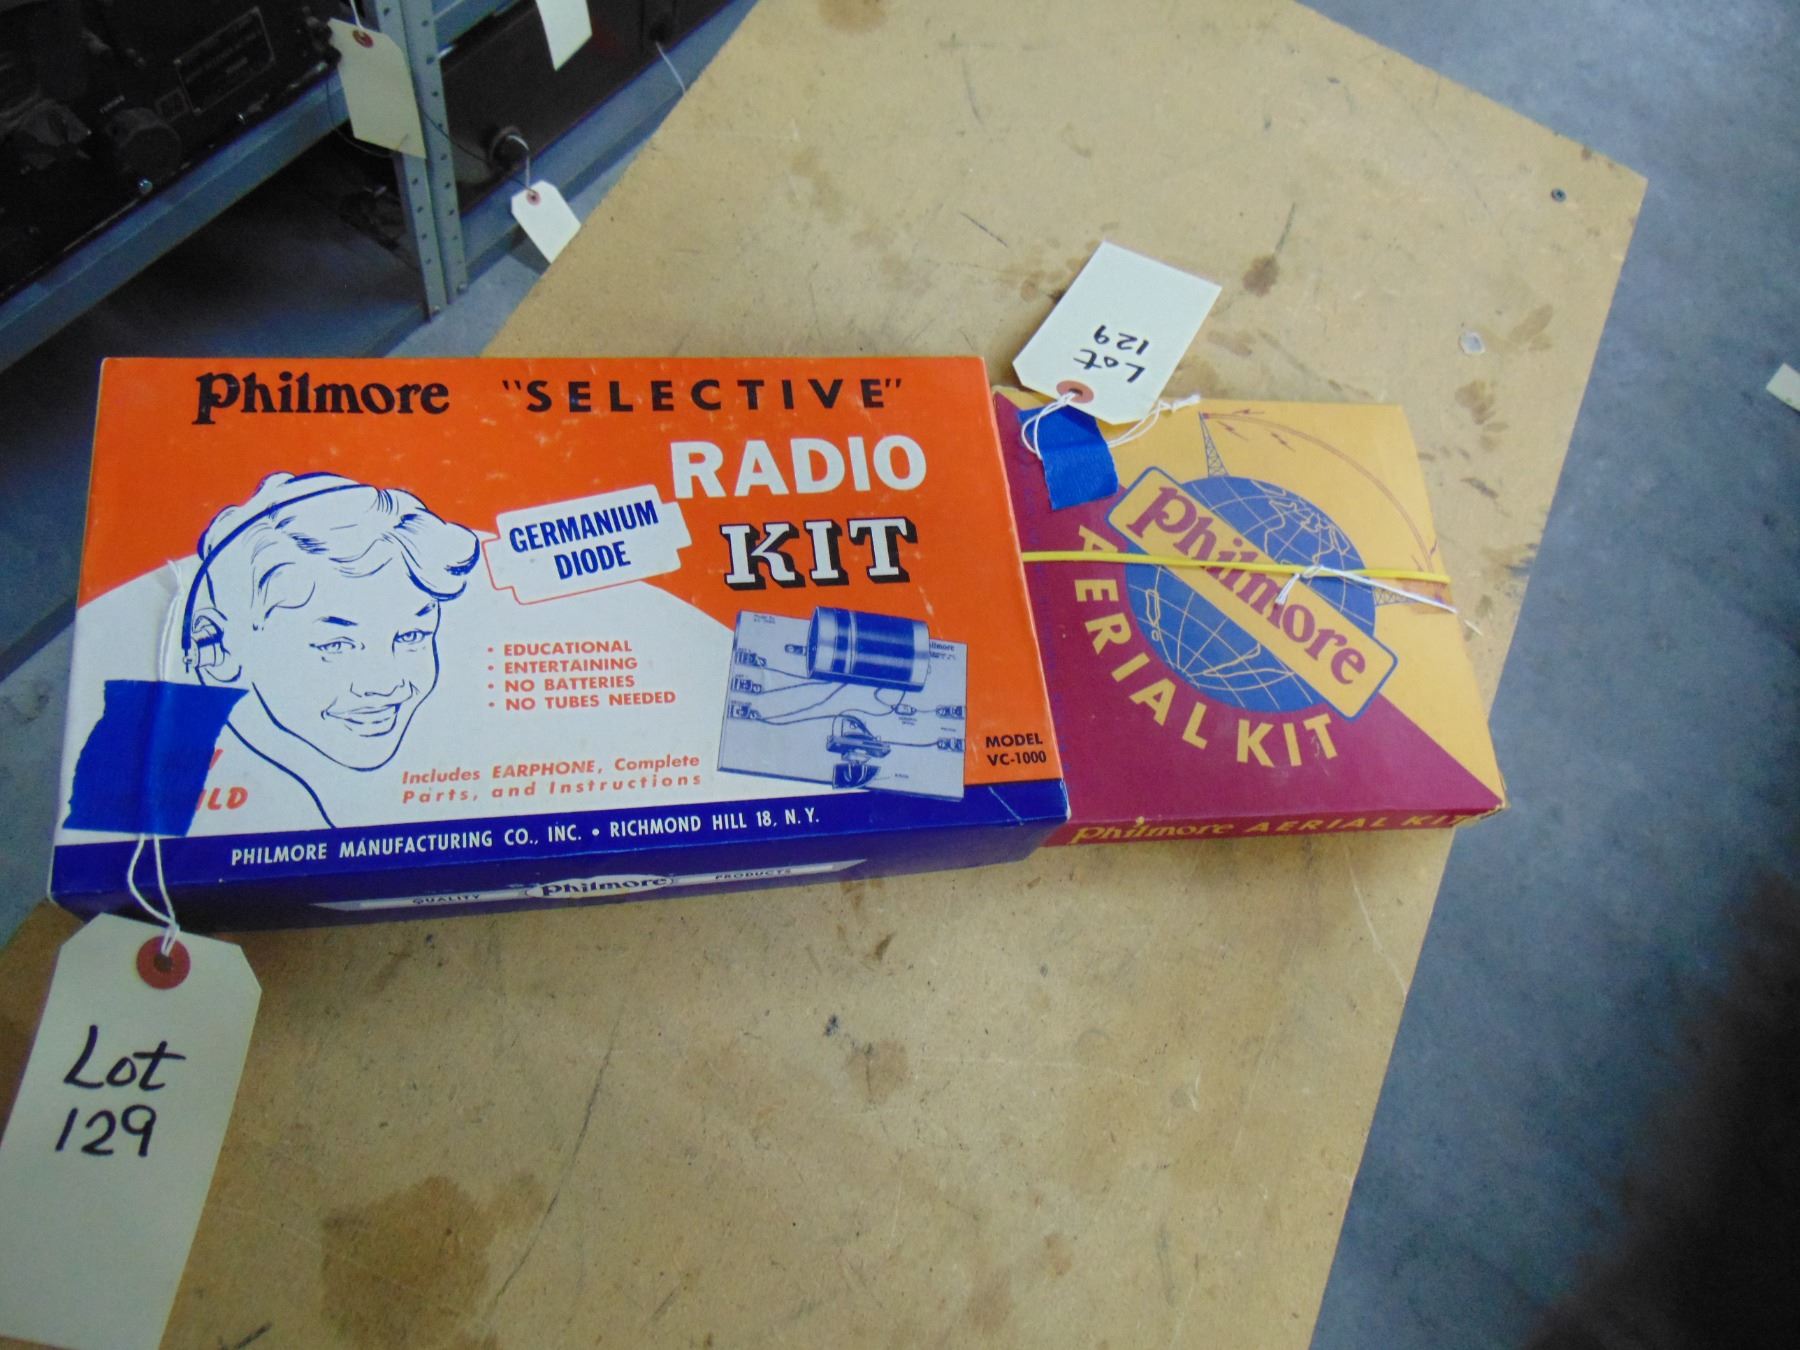 Philmore "SELECTIVE"
RADIO
KIT
GERMANIUM
DIODE
• EDUCATIONAL
• ENTERTAINING
• NO BATTERIES
• NO TUBES NEEDED
Includes EARPHONE, Complete
Parts, and Instructions
MODEL
VC-1000
PHILMORE MANUFACTURING CO., INC. • RICHMOND HILL 18, N.Y.
QUALITY Philmore PRODUCTS
Lot
129
Lot
129
Philmore
AERIAL KIT
Philmore AERIAL KIT